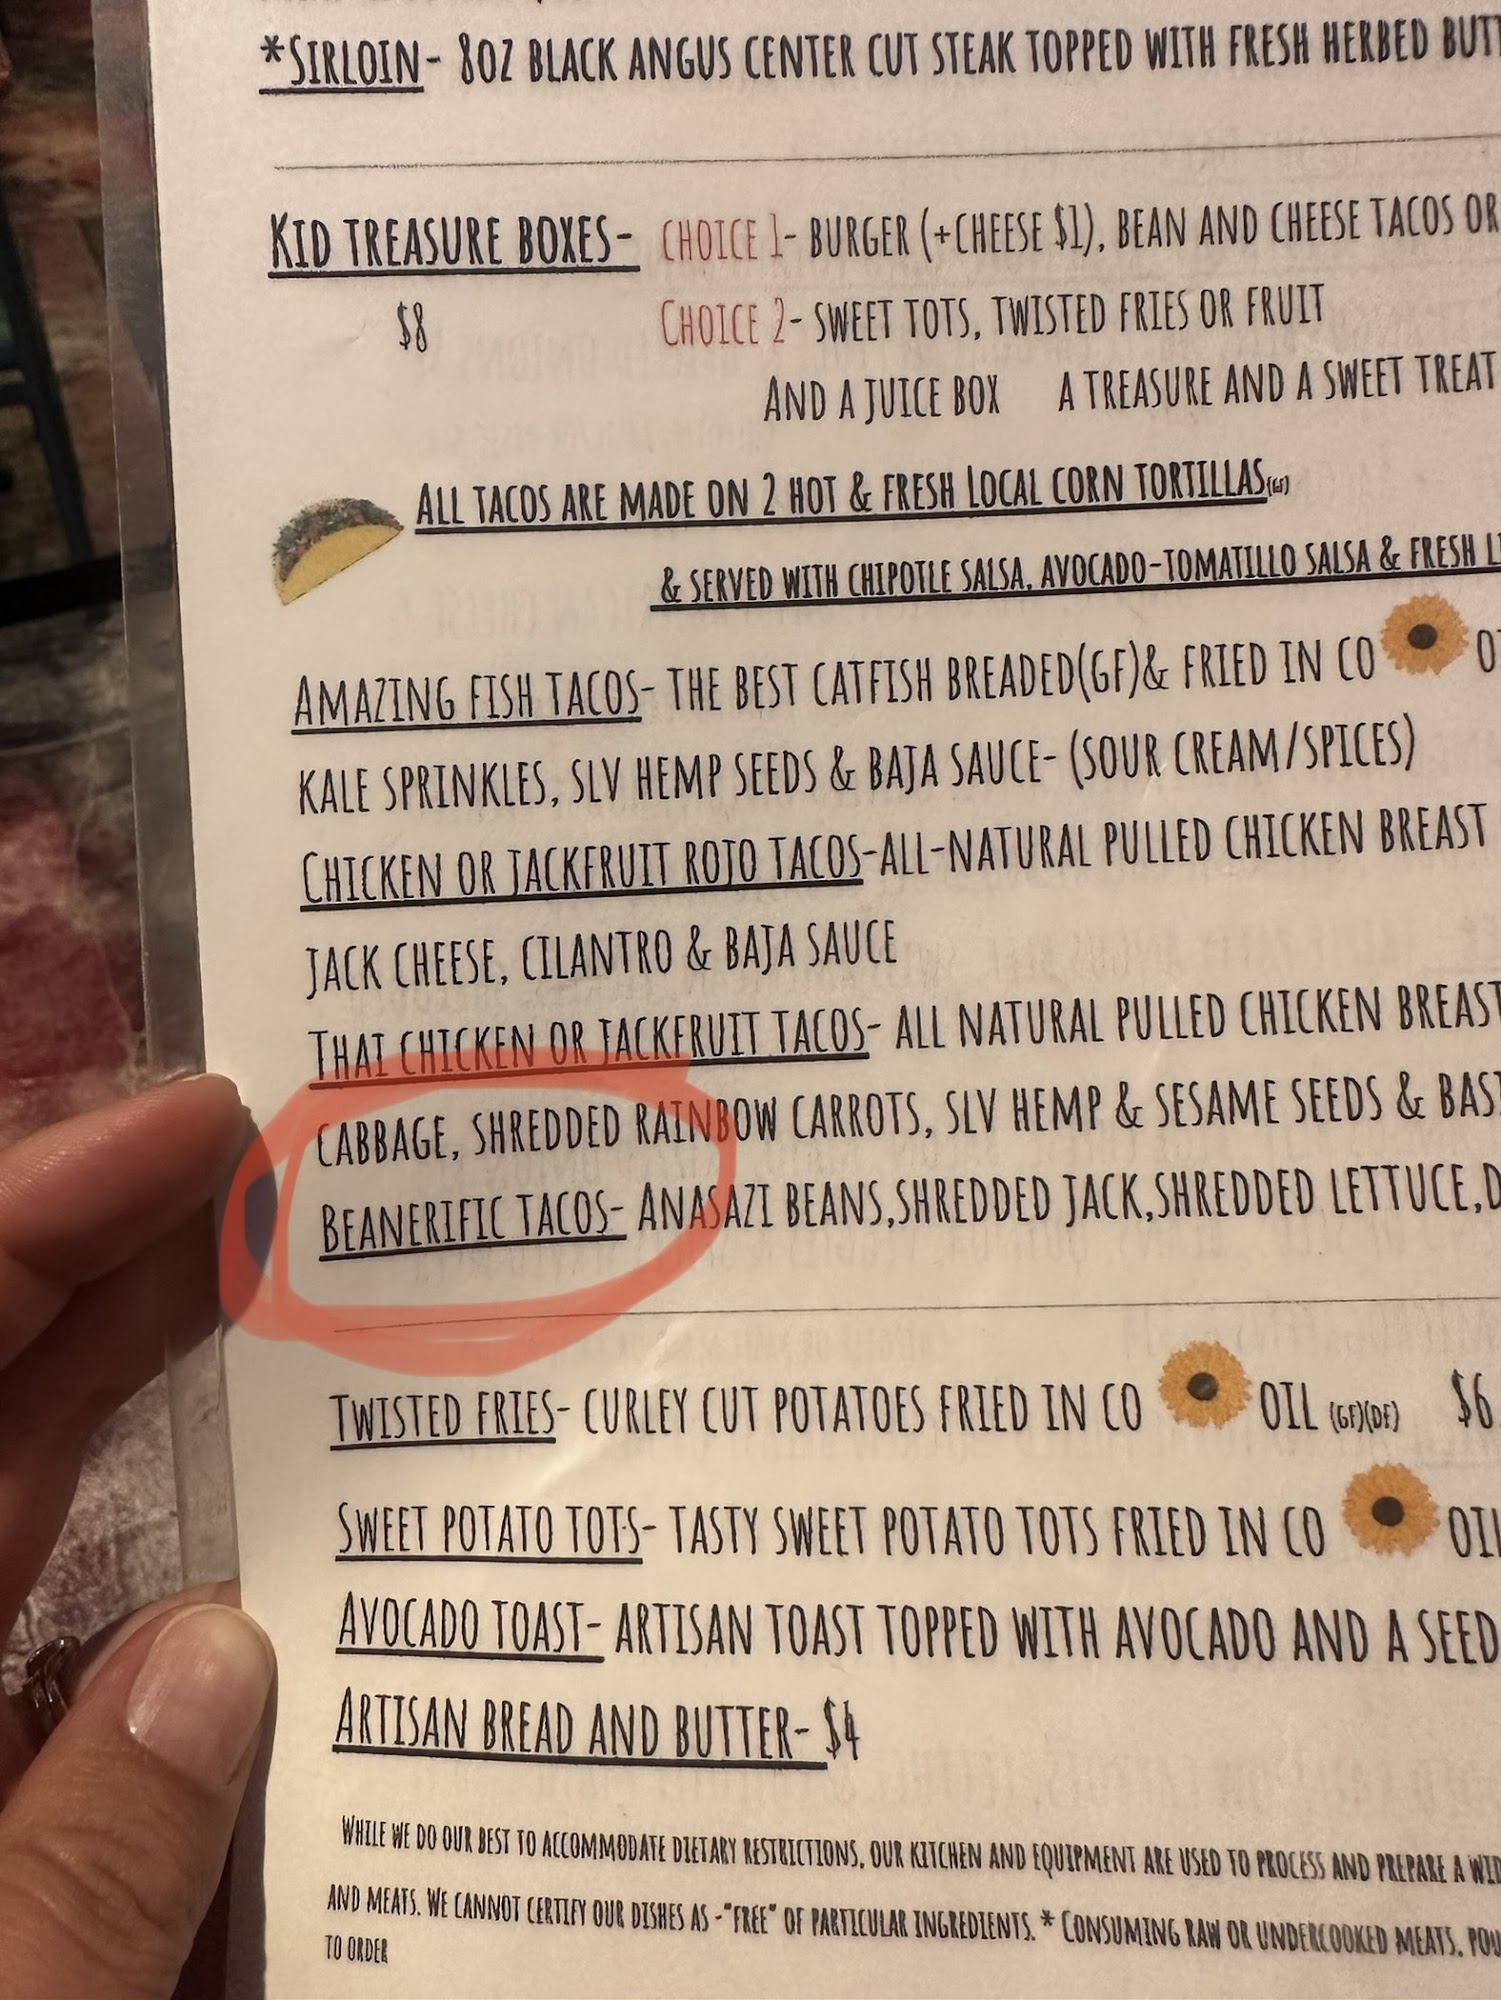 *SIRLOIN- 8OZ BLACK ANGUS CENTER CUT STEAK TOPPED WITH FRESH HERBED
KID TREASURE BOXES- CHOICE 1- BURGER (+CHEESE $1), BEAN AND CHEESE TACOS OR
$8 CHOICE 2- SWEET TOTS, TWISTED FRIES OR FRUIT
AND A JUICE BOX A TREASURE AND A SWEET TREAT
ALL TACOS ARE MADE ON 2 HOT & FRESH LOCAL CORN TORTILLAS(GF)
& SERVED WITH CHIPOTLE SALSA, AVOCADO-TOMATILLO SALSA & FRESH
AMAZING FISH TACOS- THE BEST CATFISH BREADED(GF)& FRIED IN CO
KALE SPRINKLES, SLV HEMP SEEDS & BAJA SAUCE- (SOUR CREAM/SPICES)
CHICKEN OR JACKFRUIT ROJO TACOS-ALL-NATURAL PULLED CHICKEN BREAST
JACK CHEESE, CILANTRO & BAJA SAUCE
THAI CHICKEN OR JACKFRUIT TACOS- ALL NATURAL PULLED CHICKEN BREAST
CABBAGE, SHREDDED RAINBOW CARROTS, SLV HEMP & SESAME SEEDS &
BEANERIFIC TACOS- ANASAZI BEANS,SHREDDED JACK,SHREDDED LETTUCE,
TWISTED FRIES- CURLEY CUT POTATOES FRIED IN CO OIL (GF)(DF) $6
SWEET POTATO TOTS- TASTY SWEET POTATO TOTS FRIED IN CO OIL
AVOCADO TOAST- ARTISAN TOAST TOPPED WITH AVOCADO AND A SEED
ARTISAN BREAD AND BUTTER- $4
WHILE WE DO OUR BEST TO ACCOMMODATE DIETARY RESTRICTIONS, OUR KITCHEN AND EQUIPMENT ARE USED TO PROCESS AND PREPARE A
AND MEATS. WE CANNOT CERTIFY OUR DISHES AS -"FREE" OF PARTICULAR INGREDIENTS. * CONSUMING RAW OR UNDERCOOKED MEATS,
TO ORDER